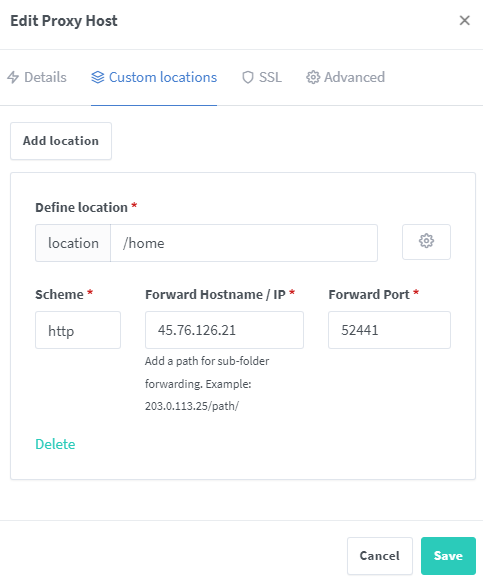 Edit Proxy Host
Details Custom locations SSL Advanced
Add location
Define location *
location /home
Scheme * Forward Hostname / IP * Forward Port *
http 45.76.126.21 52441
Add a path for sub-folder
forwarding. Example:
203.0.113.25/path/
Delete
Cancel Save